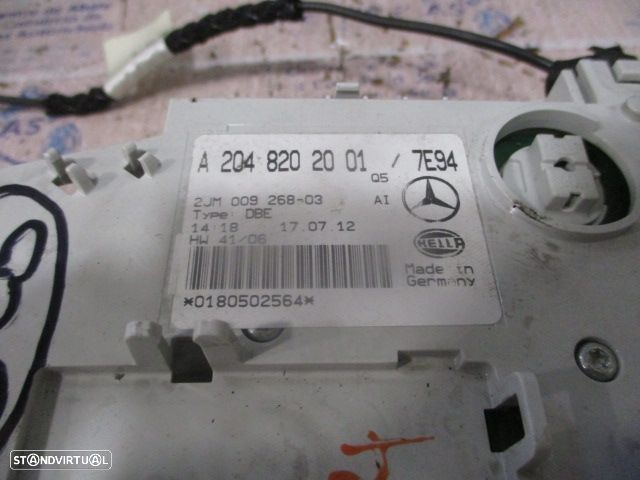 A 204 820 20 01 / 7E94
Q5
2JM 009 268-03 AI
Type: DBE
14:18 17.07.12
HW 41/06
HELLA
Made in
Germany
*0180502564*
STANDVIRTUAL